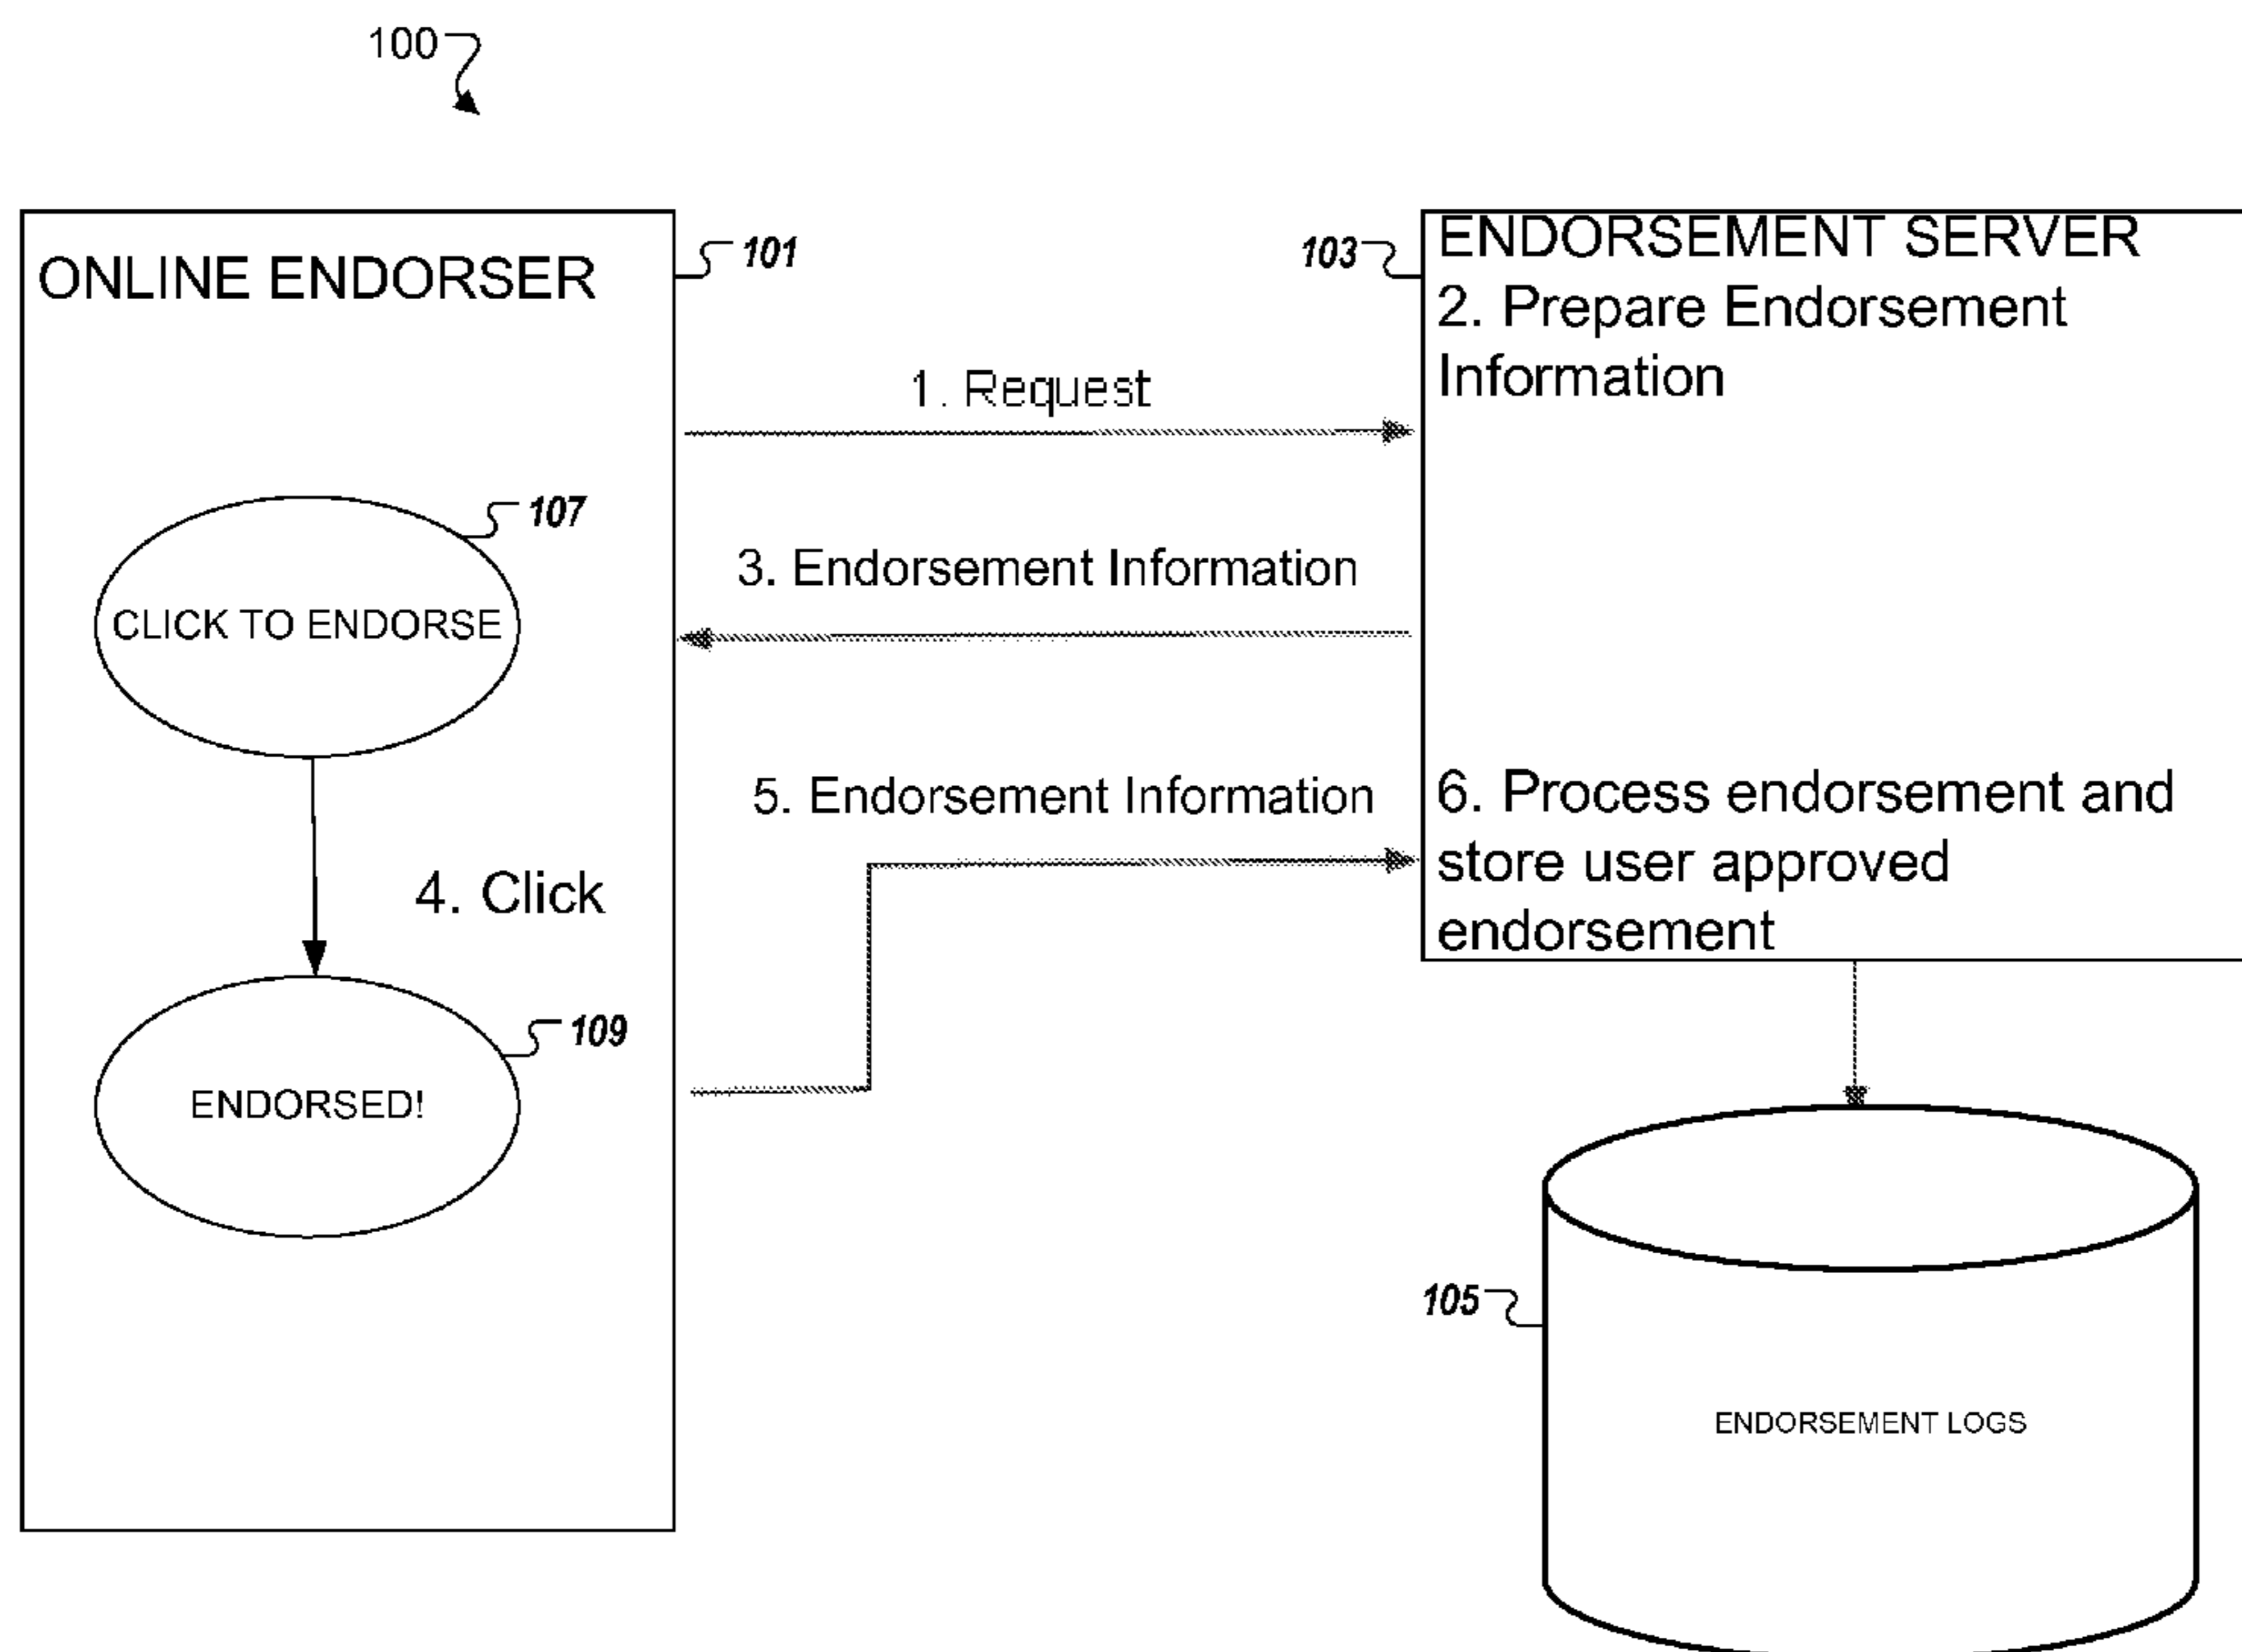 100
ONLINE ENDORSER
101
103
ENDORSEMENT SERVER
2. Prepare Endorsement
Information
1. Request
107
CLICK TO ENDORSE
3. Endorsement Information
4. Click
5. Endorsement Information
6. Process endorsement and
store user approved
endorsement
109
ENDORSED!
105
ENDORSEMENT LOGS